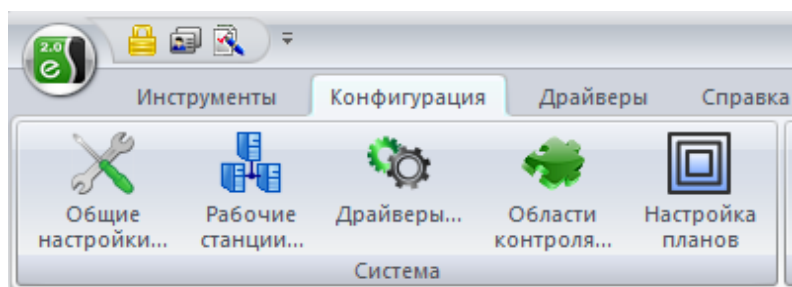 2.0
e
Инструменты Конфигурация Драйверы Справка
Общие настройки... Рабочие станции... Драйверы... Области контроля... Настройка планов
Система